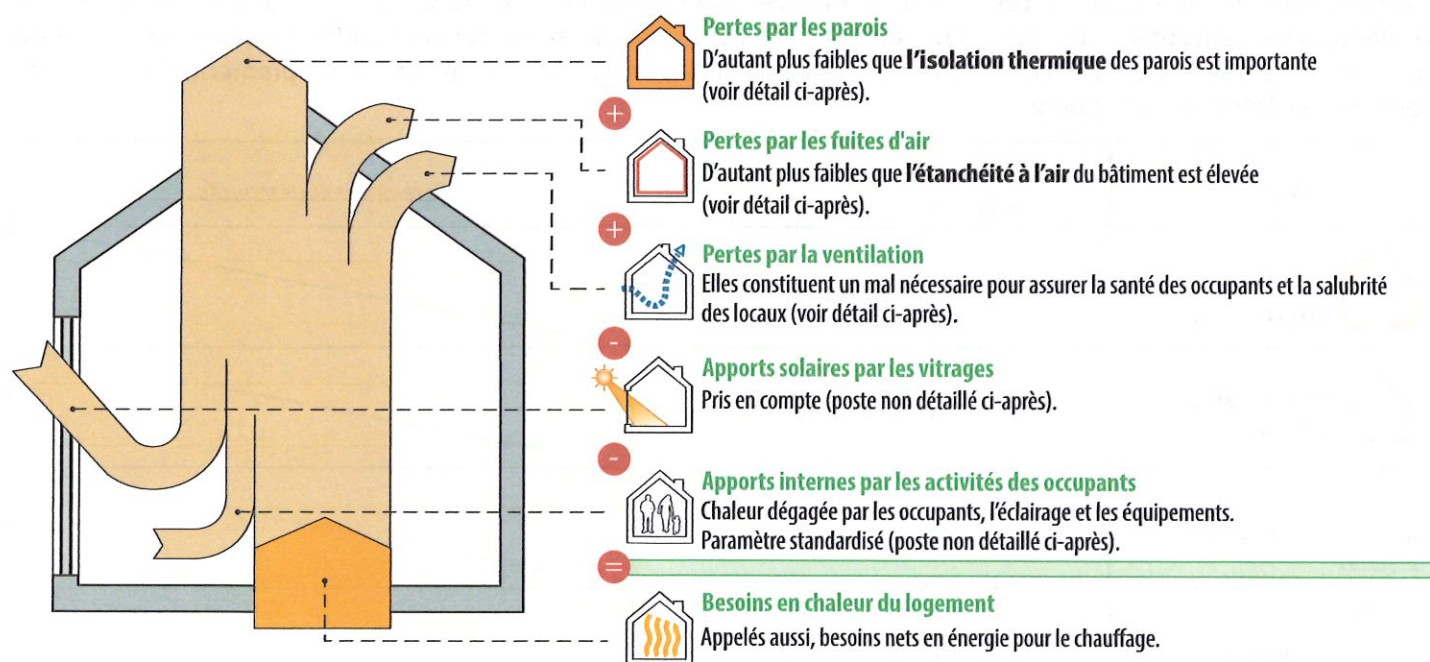 Pertes par les parois
D'autant plus faibles que l'isolation thermique des parois est importante
(voir détail ci-après).
+
Pertes par les fuites d'air
D'autant plus faibles que l'étanchéité à l'air du bâtiment est élevée
(voir détail ci-après).
+
Pertes par la ventilation
Elles constituent un mal nécessaire pour assurer la santé des occupants et la salubrité
des locaux (voir détail ci-après).
-
Apports solaires par les vitrages
Pris en compte (poste non détaillé ci-après).
-
Apports internes par les activités des occupants
Chaleur dégagée par les occupants, l'éclairage et les équipements.
Paramètre standardisé (poste non détaillé ci-après).
=
Besoins en chaleur du logement
Appelés aussi, besoins nets en énergie pour le chauffage.